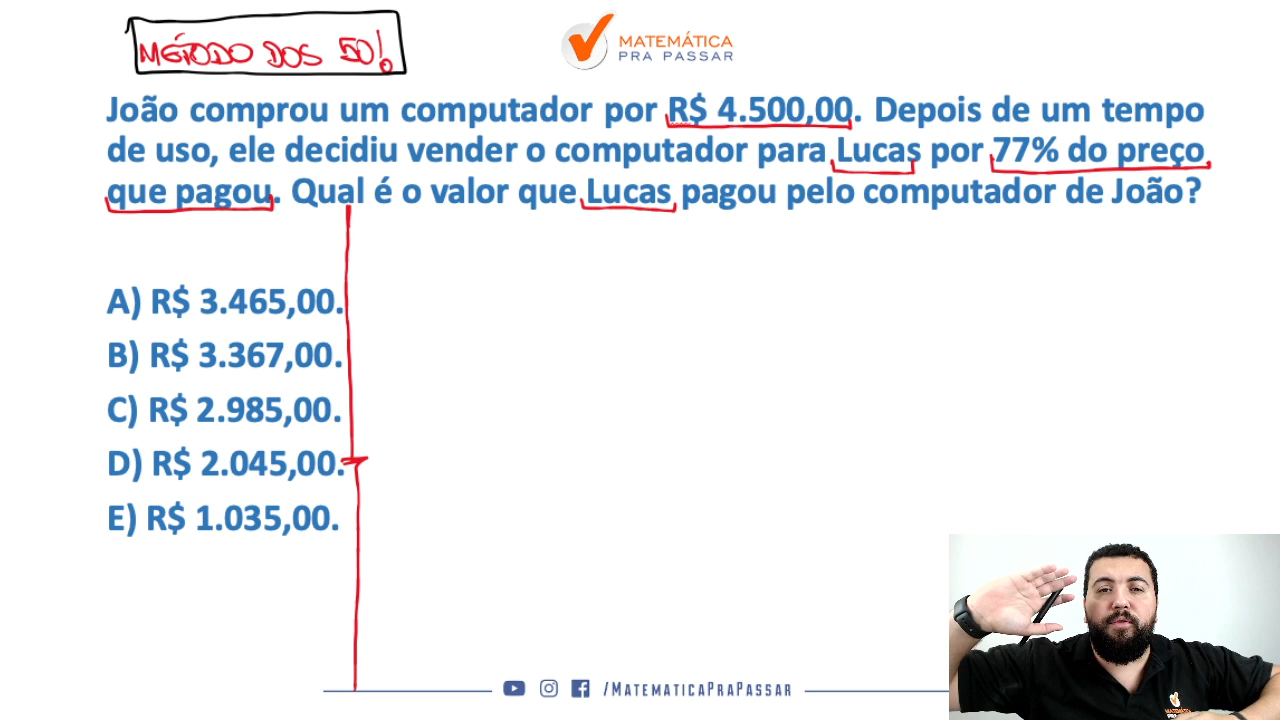 MÉTODO DOS 50!
MATEMÁTICA
PRA PASSAR
João comprou um computador por R$ 4.500,00. Depois de um tempo
de uso, ele decidiu vender o computador para Lucas por 77% do preço
que pagou. Qual é o valor que Lucas pagou pelo computador de João?
A) R$ 3.465,00.
B) R$ 3.367,00.
C) R$ 2.985,00.
D) R$ 2.045,00.
E) R$ 1.035,00.
/MATEMATICAPRAPASSAR